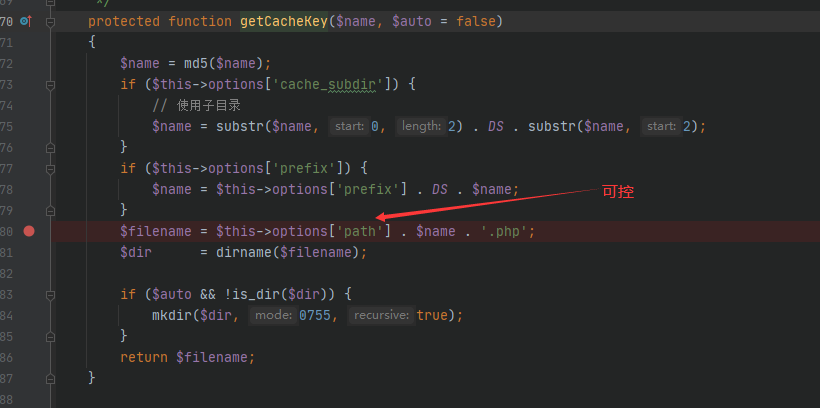 */
70 protected function getCacheKey($name, $auto = false)
71 {
72 $name = md5($name);
73 if ($this->options['cache_subdir']) {
74 // 使用子目录
75 $name = substr($name, start: 0, length: 2) . DS . substr($name, start: 2);
76 }
77 if ($this->options['prefix']) {
78 $name = $this->options['prefix'] . DS . $name;
可控
79 }
80 $filename = $this->options['path'] . $name . '.php';
81 $dir = dirname($filename);
82
83 if ($auto && !is_dir($dir)) {
84 mkdir($dir, mode: 0755, recursive: true);
85 }
86 return $filename;
87 }
88